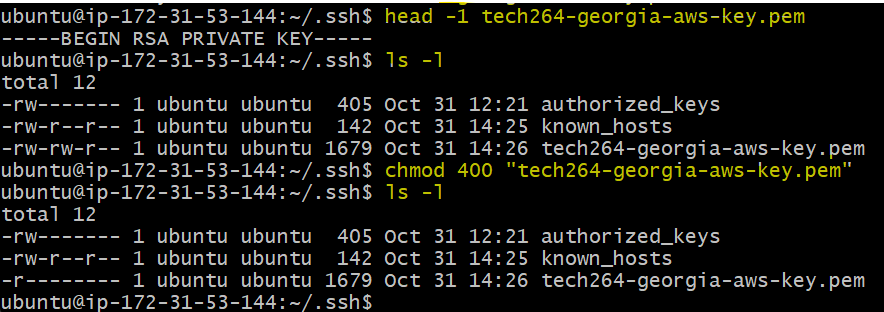 ubuntu@ip-172-31-53-144:~/.ssh$ head -1 tech264-georgia-aws-key.pem
-----BEGIN RSA PRIVATE KEY-----
ubuntu@ip-172-31-53-144:~/.ssh$ ls -l
total 12
-rw------- 1 ubuntu ubuntu  405 Oct 31 12:21 authorized_keys
-rw-r--r-- 1 ubuntu ubuntu  142 Oct 31 14:25 known_hosts
-rw-rw-r-- 1 ubuntu ubuntu 1679 Oct 31 14:26 tech264-georgia-aws-key.pem
ubuntu@ip-172-31-53-144:~/.ssh$ chmod 400 "tech264-georgia-aws-key.pem"
ubuntu@ip-172-31-53-144:~/.ssh$ ls -l
total 12
-rw------- 1 ubuntu ubuntu  405 Oct 31 12:21 authorized_keys
-rw-r--r-- 1 ubuntu ubuntu  142 Oct 31 14:25 known_hosts
-r-------- 1 ubuntu ubuntu 1679 Oct 31 14:26 tech264-georgia-aws-key.pem
ubuntu@ip-172-31-53-144:~/.ssh$